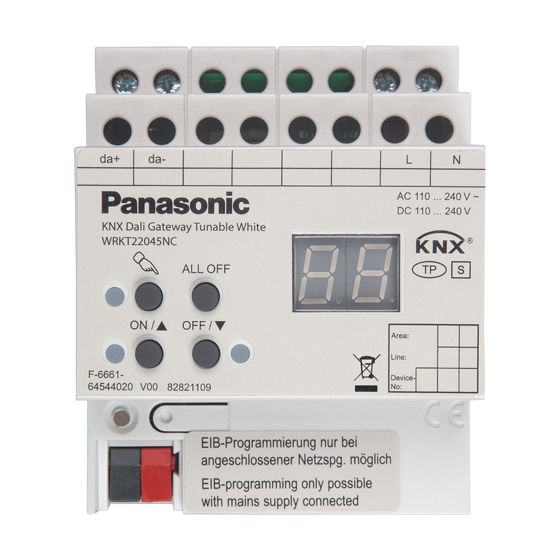 da+ da- L N
Panasonic
KNX Dali Gateway Tunable White
WRKT22045NC
AC 110 ... 240 V ~
DC 110 ... 240 V
KNX®
TP S
ALL OFF
ON / ▲ OFF / ▼
Area:
Line:
Device-
No:
F-6661-
64544020 V00 82821109
CE
EIB-Programmierung nur bei
angeschlossener Netzspg. möglich
EIB-programming only possible
with mains supply connected